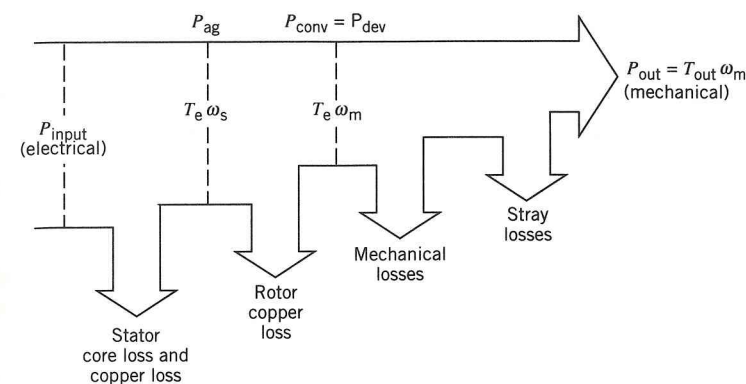 P_ag
P_conv = P_dev
P_out = T_out ω_m
(mechanical)
T_e ω_s
T_e ω_m
P_input
(electrical)
Stray
losses
Mechanical
losses
Rotor
copper
loss
Stator
core loss and
copper loss